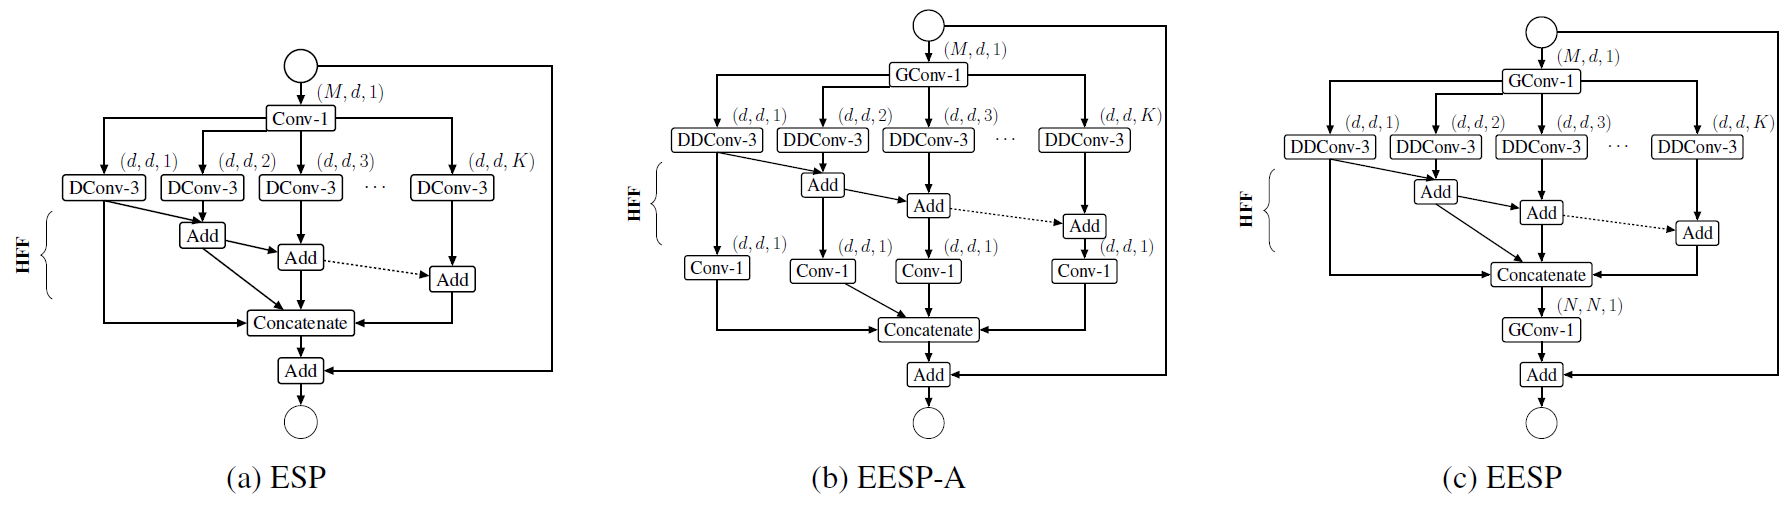 (M, d, 1)
Conv-1
(d, d, 1)
(d, d, 2)
(d, d, 3)
(d, d, K)
DConv-3
DConv-3
DConv-3
···
DConv-3
HFF
Add
Add
Add
Concatenate
Add
(a) ESP
(M, d, 1)
GConv-1
(d, d, 1)
(d, d, 2)
(d, d, 3)
(d, d, K)
DDConv-3
DDConv-3
DDConv-3
···
DDConv-3
HFF
Add
Add
Add
(d, d, 1)
(d, d, 1)
(d, d, 1)
(d, d, 1)
Conv-1
Conv-1
Conv-1
Conv-1
Concatenate
Add
(b) EESP-A
(M, d, 1)
GConv-1
(d, d, 1)
(d, d, 2)
(d, d, 3)
(d, d, K)
DDConv-3
DDConv-3
DDConv-3
···
DDConv-3
HFF
Add
Add
Add
Concatenate
(N, N, 1)
GConv-1
Add
(c) EESP